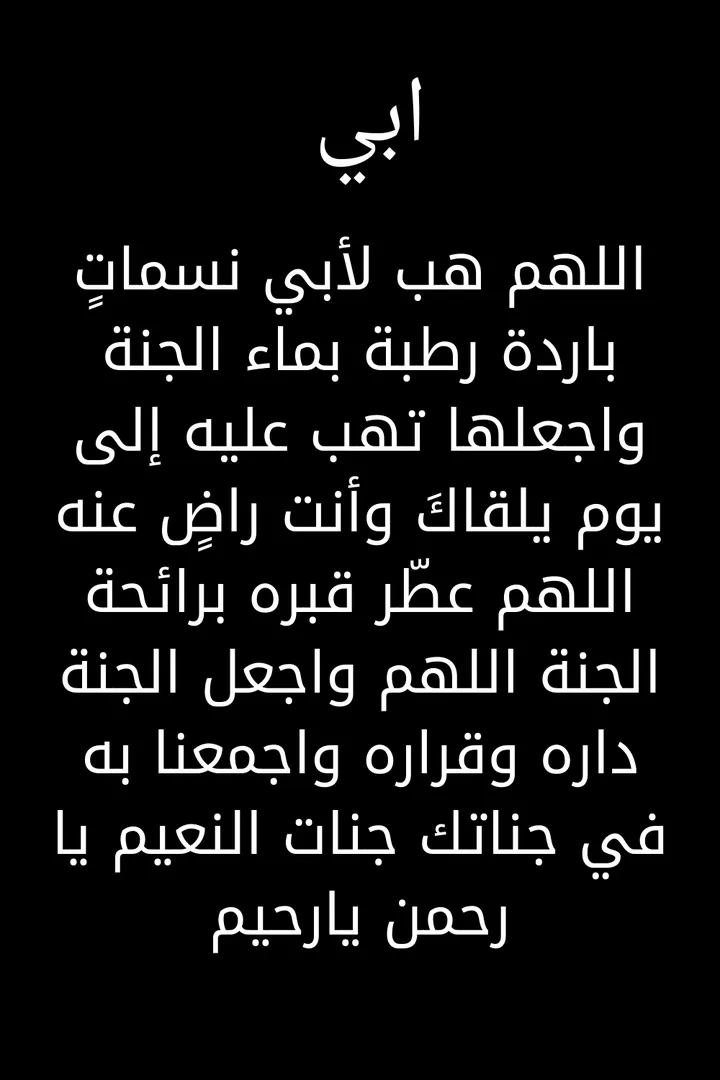 ابي
اللهم هب لأبي نسماتٍ
باردة رطبة بماء الجنة
واجعلها تهب عليه إلى
يوم يلقاكَ وأنت راضٍ عنه
اللهم عطّر قبره برائحة
الجنة اللهم واجعل الجنة
داره وقراره واجمعنا به
في جناتك جنات النعيم يا
رحمن يارحيم